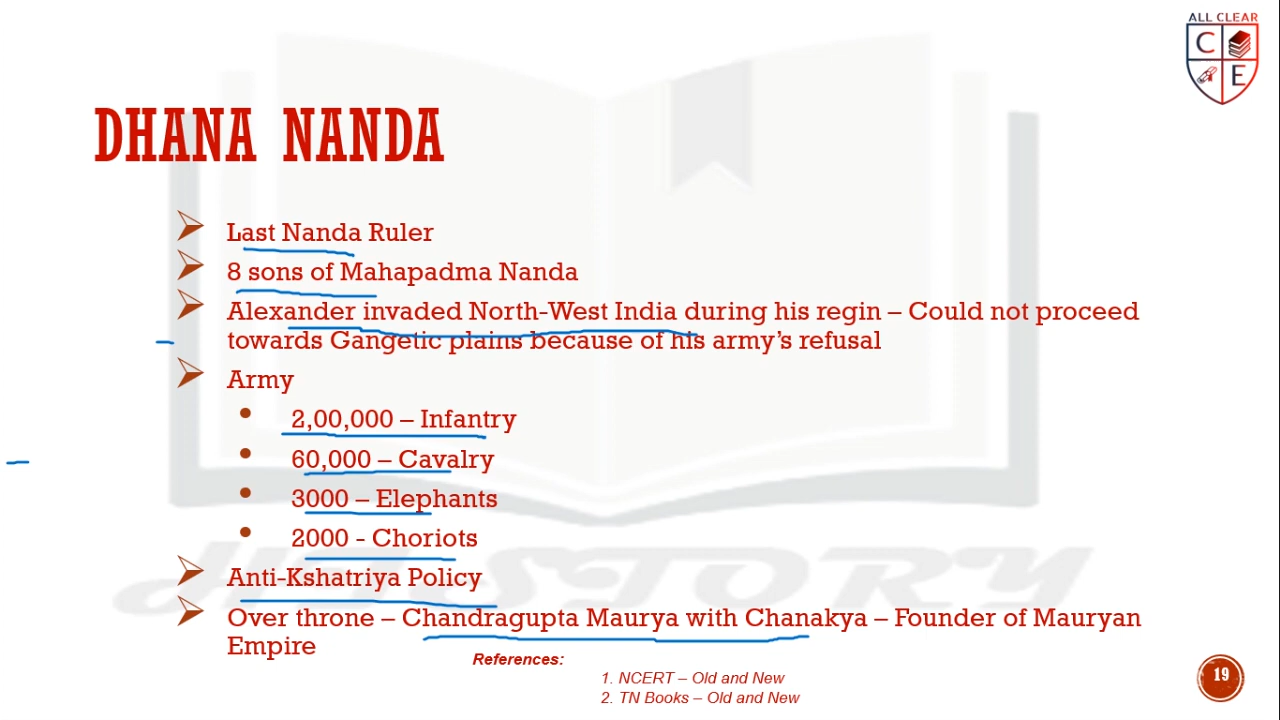 ALL CLEAR
C
E
DHANA NANDA
Last Nanda Ruler
8 sons of Mahapadma Nanda
Alexander invaded North-West India during his regin – Could not proceed
towards Gangetic plains because of his army's refusal
Army
2,00,000 – Infantry
60,000 – Cavalry
3000 – Elephants
2000 - Choriots
Anti-Kshatriya Policy
HISTORY
Over throne – Chandragupta Maurya with Chanakya – Founder of Mauryan
Empire
References:
1. NCERT – Old and New
2. TN Books – Old and New
19